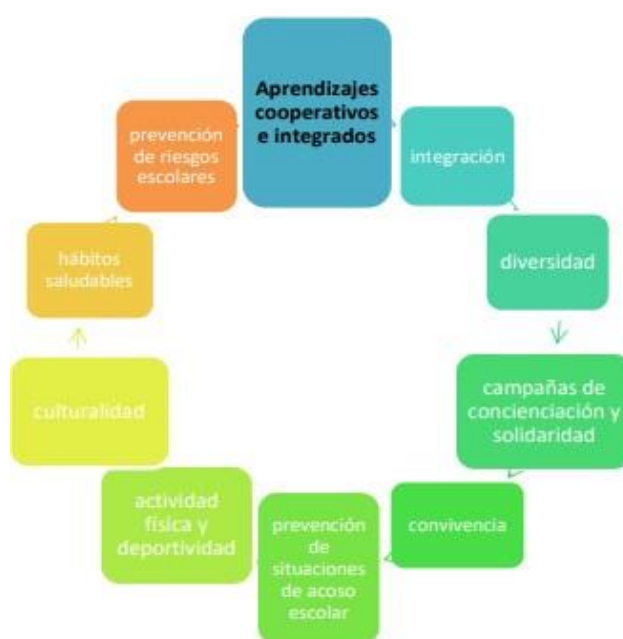 Aprendizajes
cooperativos
e integrados
integración
diversidad
campañas de
concienciación y
solidaridad
convivencia
prevención
de
situaciones
de acoso
escolar
actividad
física y
deportividad
culturalidad
hábitos
saludables
prevención
de riesgos
escolares